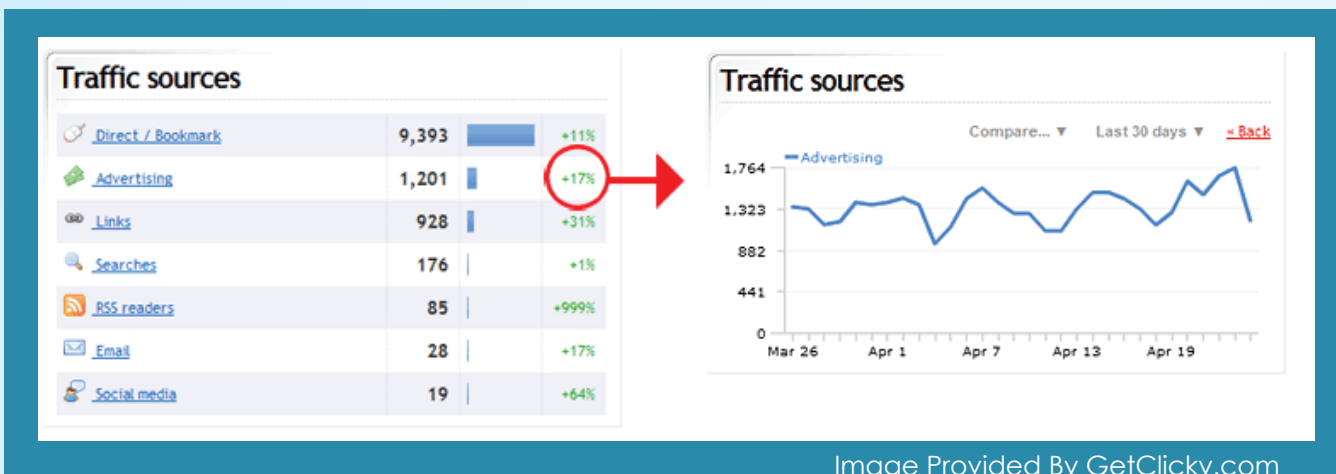 Traffic sources
Direct / Bookmark 9,393 +11%
Advertising 1,201 +17%
Links 928 +31%
Searches 176 +1%
RSS readers 85 +999%
Email 28 +17%
Social media 19 +64%
Traffic sources
Compare... ▼ Last 30 days ▼ « Back
Advertising
1,764
1,323
882
441
0
Mar 26 Apr 1 Apr 7 Apr 13 Apr 19
Image Provided By GetClicky.com